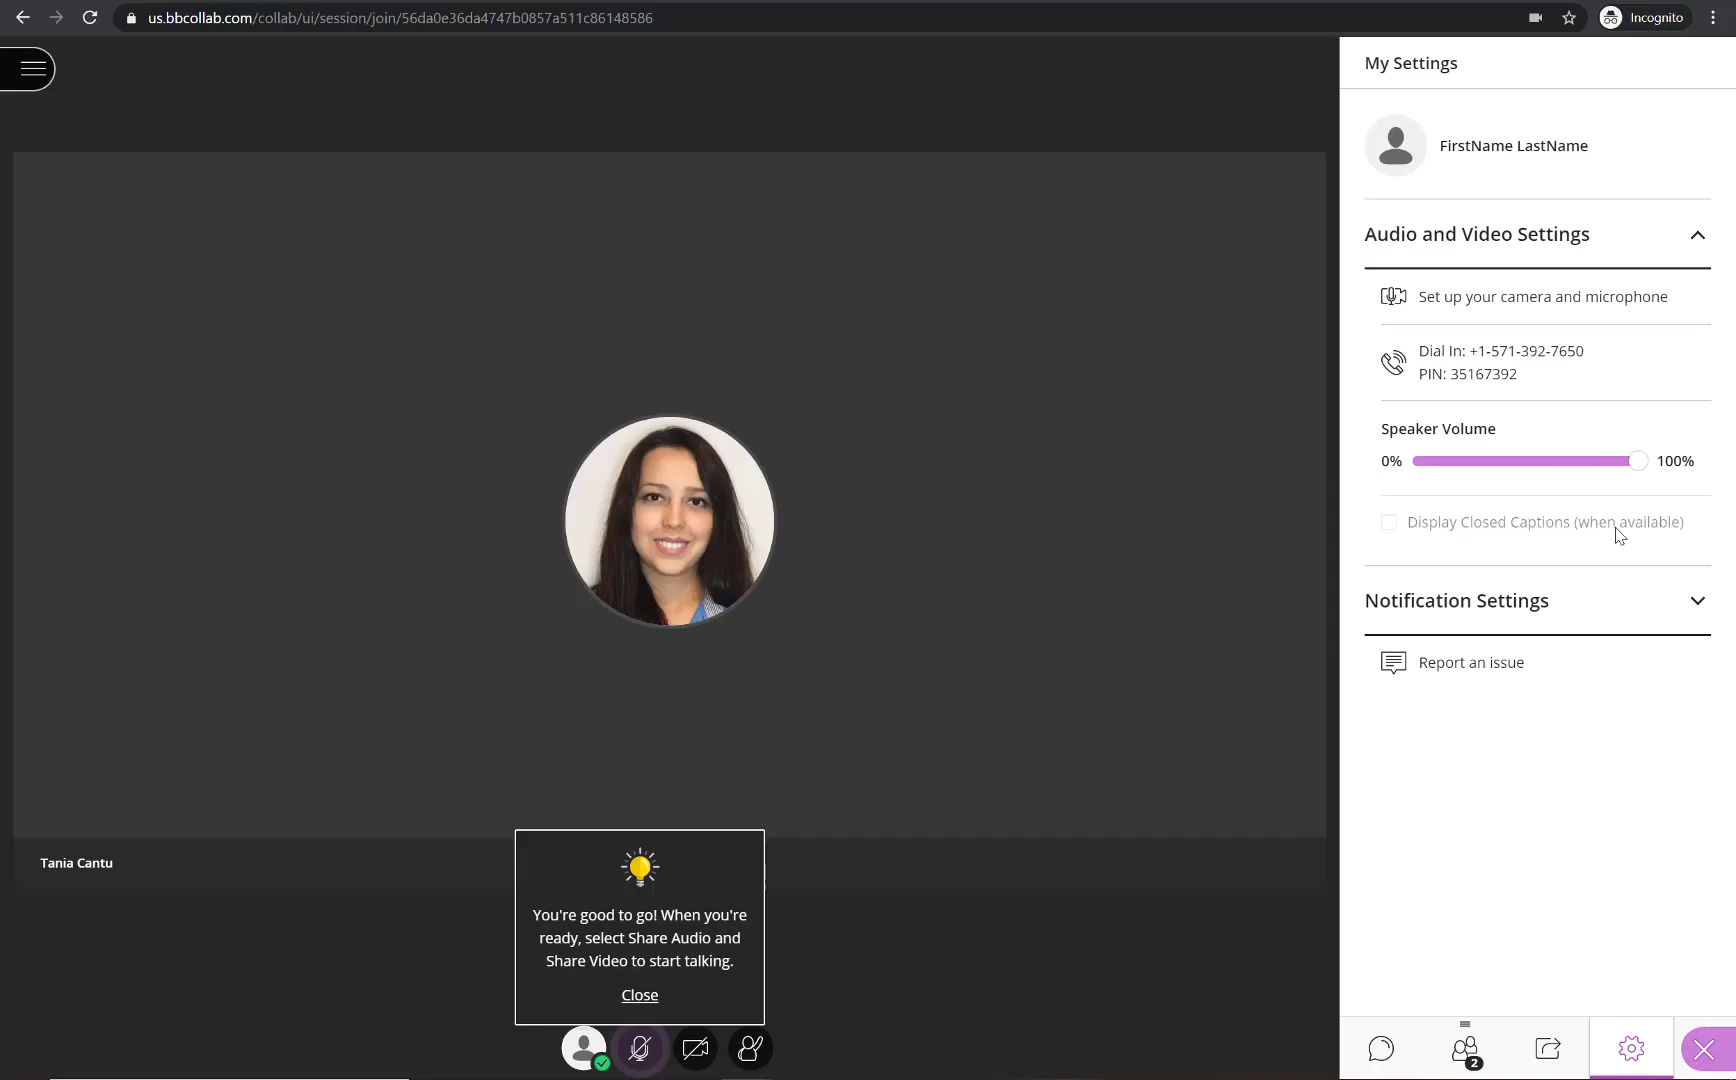 us.bbcollab.com/collab/ui/session/join/56da0e36da4747b0857a511c86148586
Incognito
My Settings
FirstName LastName
Audio and Video Settings
Set up your camera and microphone
Dial In: +1-571-392-7650
PIN: 35167392
Speaker Volume
0% 100%
Display Closed Captions (when available)
Notification Settings
Report an issue
Tania Cantu
You're good to go! When you're
ready, select Share Audio and
Share Video to start talking.
Close
2